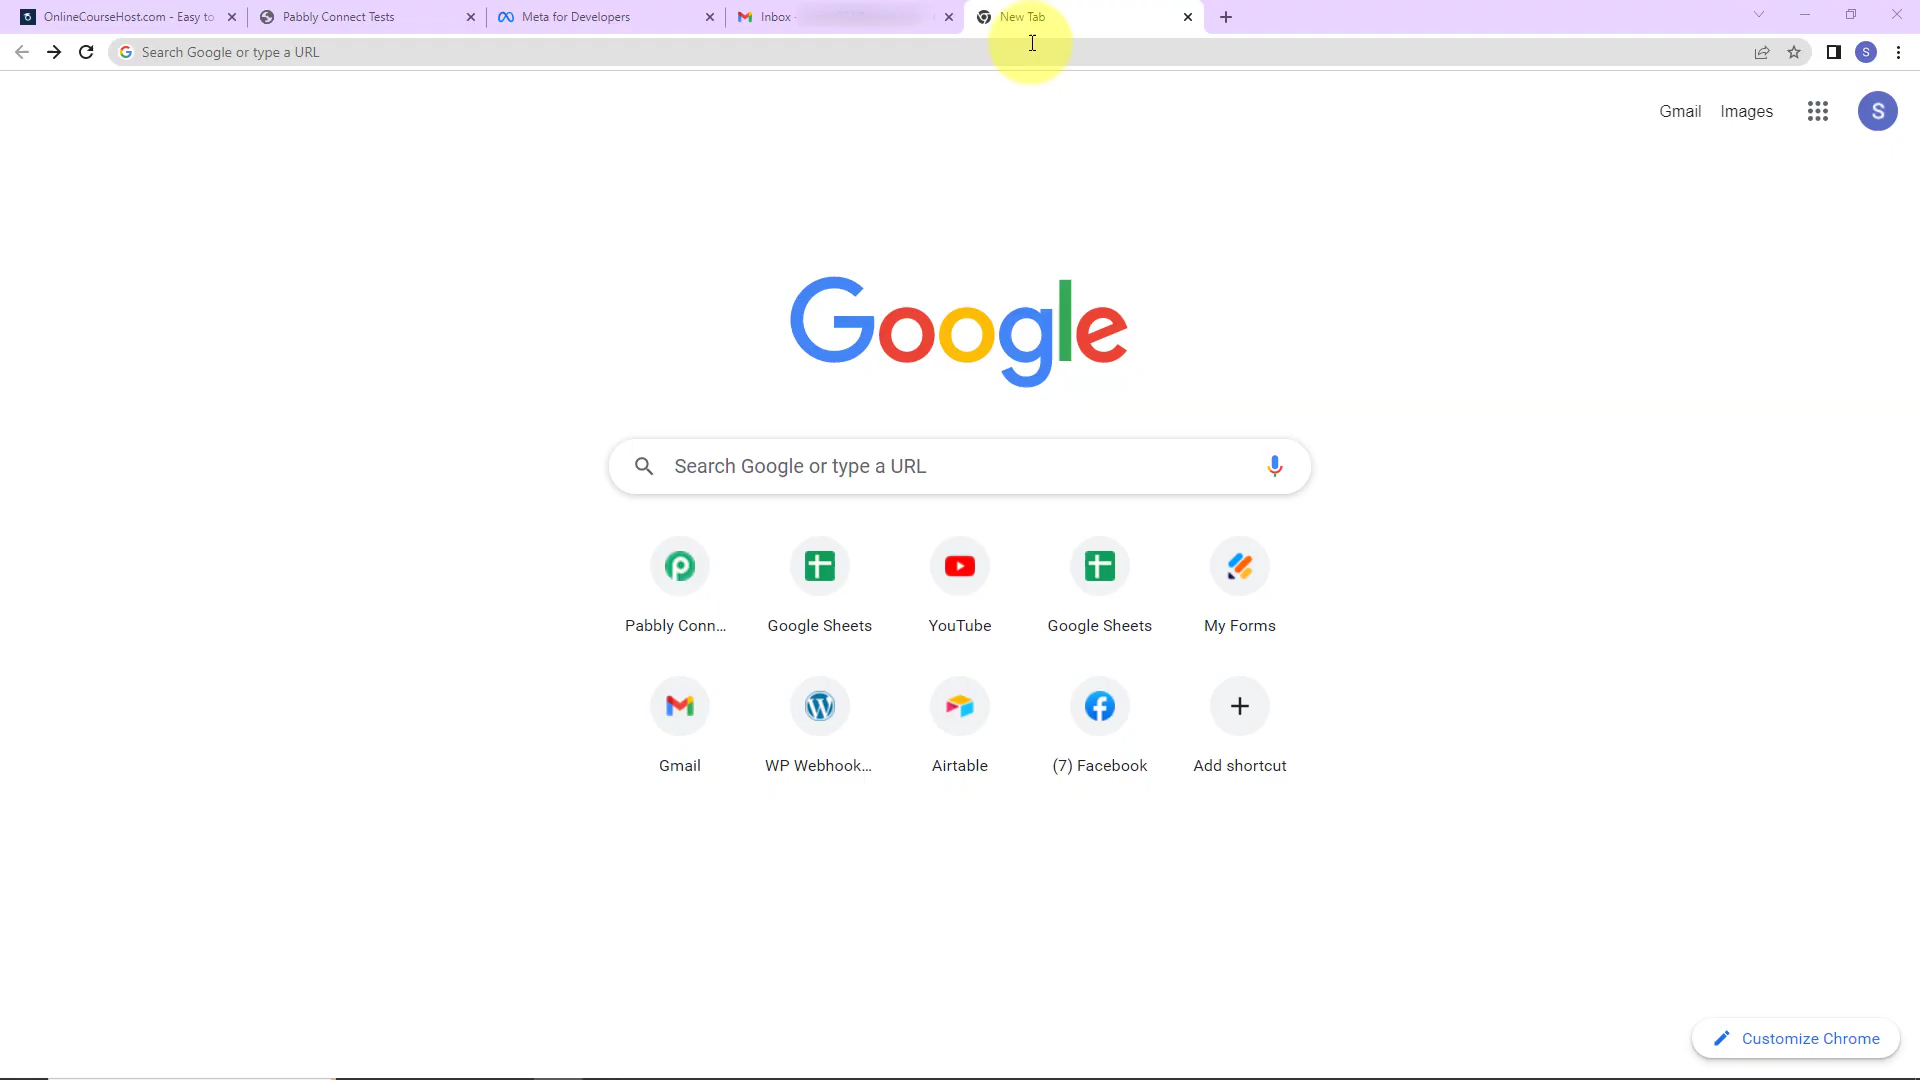 OnlineCourseHost.com - Easy to
Pabbly Connect Tests
Meta for Developers
Inbox
New Tab
Search Google or type a URL
S
Gmail
Images
S
Google
Search Google or type a URL
Pabbly Conn...
Google Sheets
YouTube
Google Sheets
My Forms
Gmail
WP Webhook...
Airtable
(7) Facebook
Add shortcut
Customize Chrome